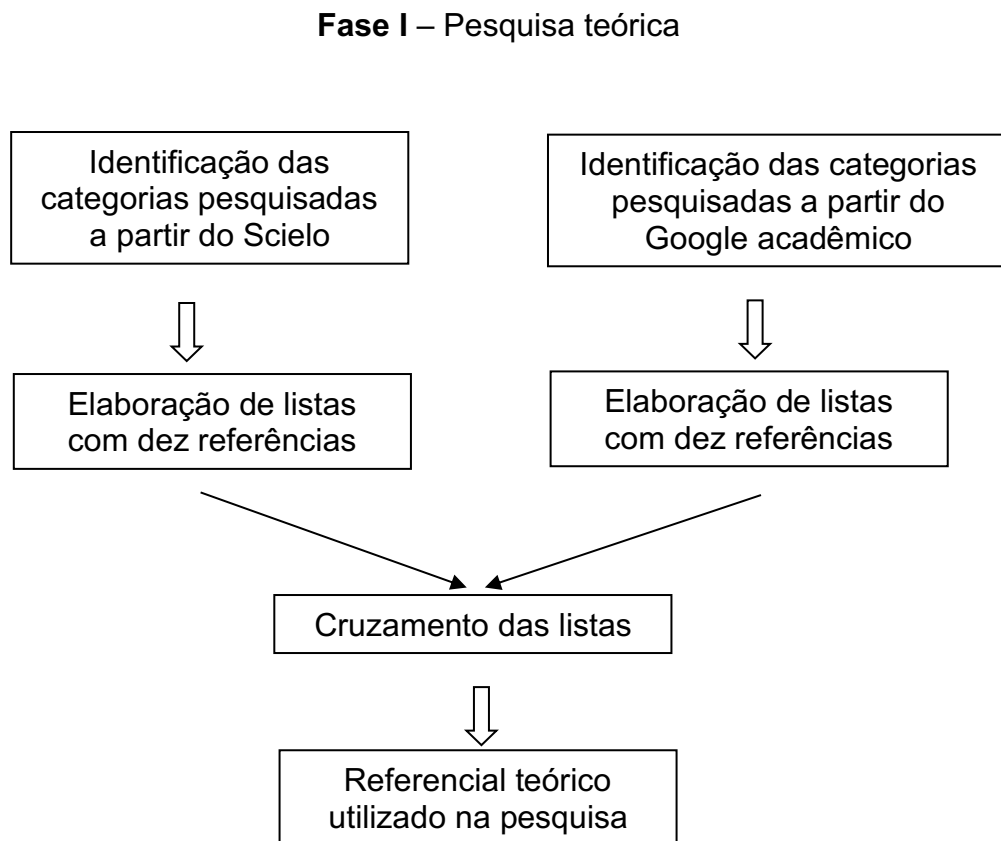 Fase I – Pesquisa teórica
Identificação das
categorias pesquisadas
a partir do Scielo
Identificação das categorias
pesquisadas a partir do
Google acadêmico
Elaboração de listas
com dez referências
Elaboração de listas
com dez referências
Cruzamento das listas
Referencial teórico
utilizado na pesquisa